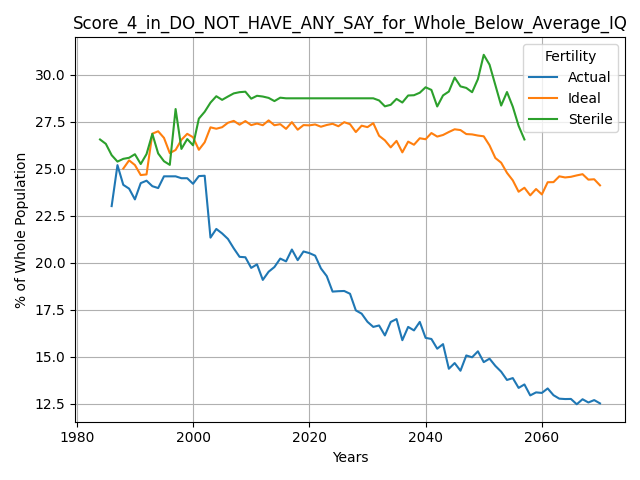 Score_4_in_DO_NOT_HAVE_ANY_SAY_for_Whole_Below_Average_IQ
% of Whole Population
30.0
27.5
25.0
22.5
20.0
17.5
15.0
12.5
Fertility
Actual
Ideal
Sterile
1980
2000
2020
2040
2060
Years